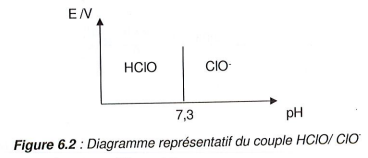 E /V
HClO
ClO-
7,3
pH
Figure 6.2 : Diagramme représentatif du couple HClO/ ClO-